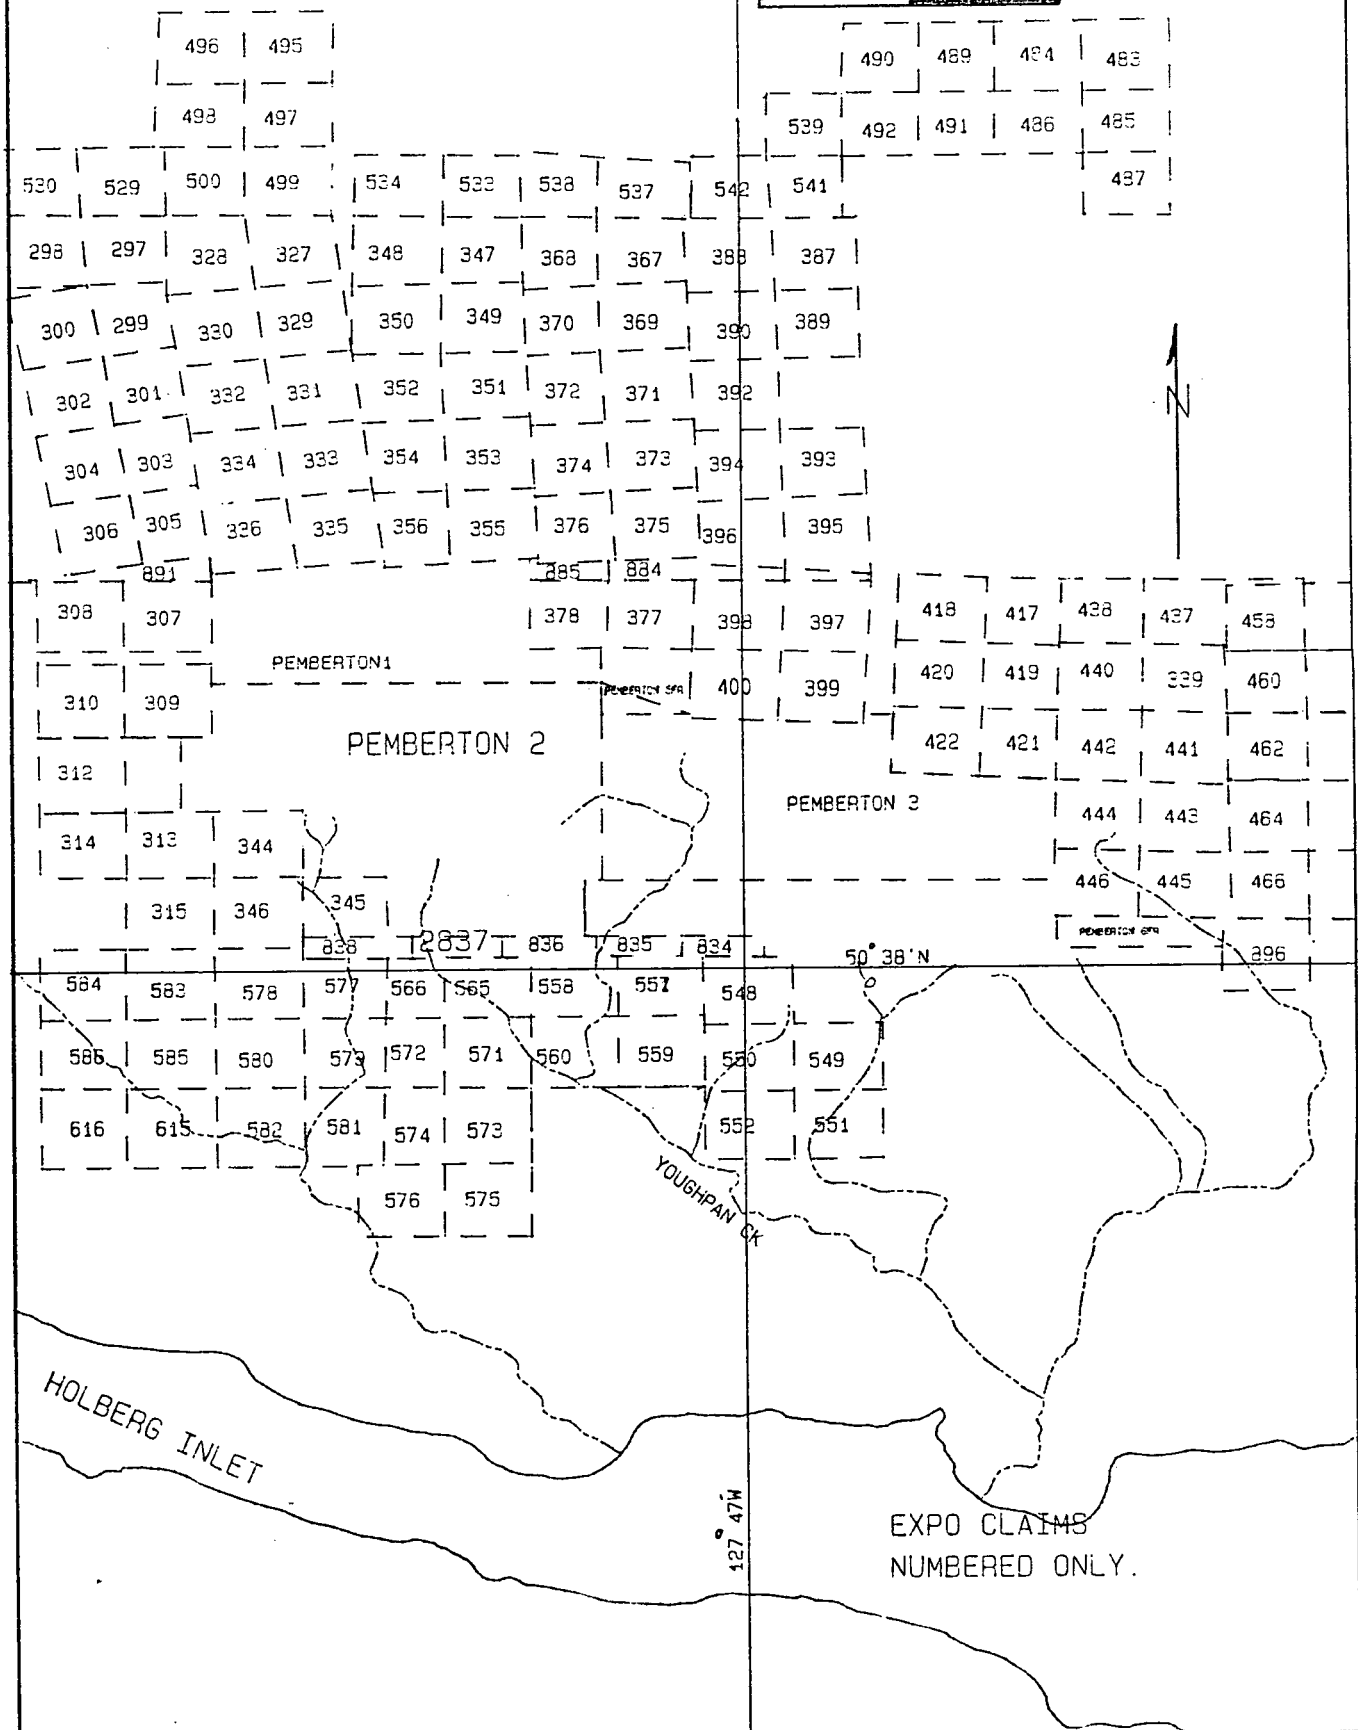 496 495
490 489 484 483
498 497
539 492 491 486 485
530 529 500 499 534 533 538 537 542 541 487
298 297 328 327 348 347 368 367 388 387
300 299 330 329 350 349 370 369 390 389
302 301 332 331 352 351 372 371 392
N
304 303 334 333 354 353 374 373 394 393
306 305 336 335 356 355 376 375 396 395
891 885 884
308 307 378 377 398 397 418 417 438 437 458
PEMBERTON1
310 309 PEMBERTON 6FR 400 399 420 419 440 339 460
PEMBERTON 2
312 422 421 442 441 462
PEMBERTON 3
314 313 344 444 443 464
315 346 345 446 445 466
838 2837 836 835 834 PEMBERTON 6FR
50° 38'N 896
584 583 578 577 566 565 558 557 548
586 585 580 579 572 571 560 559 550 549
616 615 582 581 574 573 552 551
576 575
YOUGHPAN CK
HOLBERG INLET
127° 47'W
EXPO CLAIMS
NUMBERED ONLY.